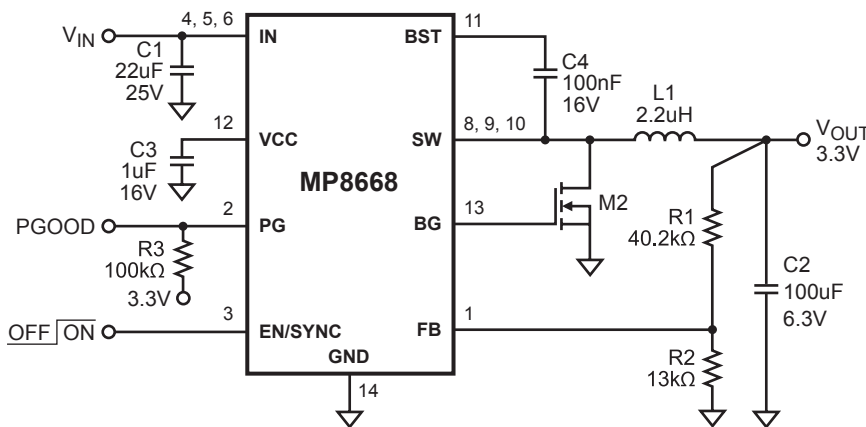 4, 5, 6
11
V_IN
IN
BST
C1
22uF
25V
C4
100nF
16V
L1
2.2uH
8, 9, 10
12
VCC
SW
V_OUT
3.3V
C3
1uF
16V
MP8668
M2
2
13
PGOOD
PG
BG
R1
40.2kΩ
R3
100kΩ
3.3V
C2
100uF
6.3V
3
1
OFF ON
EN/SYNC
FB
GND
R2
13kΩ
14